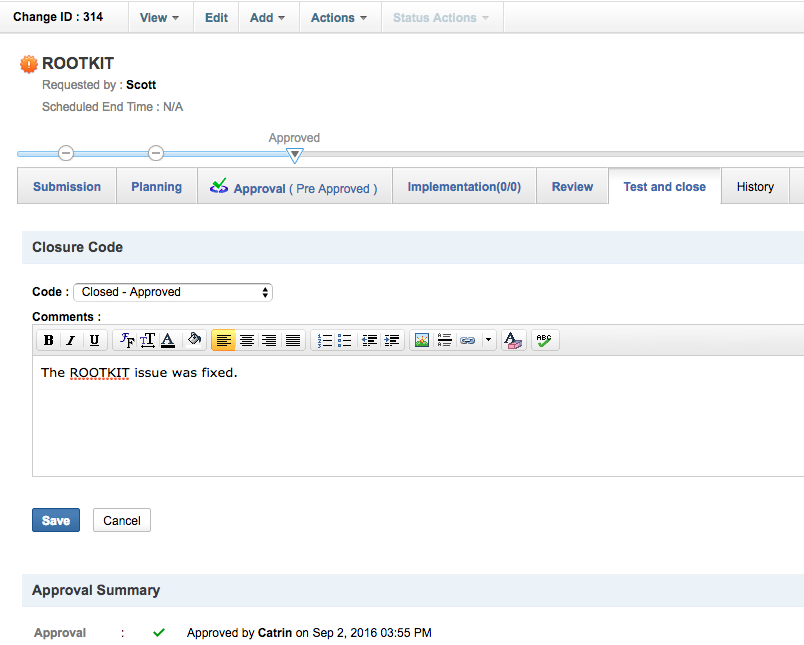 Change ID : 314 View Edit Add Actions Status Actions
ROOTKIT
Requested by : Scott
Scheduled End Time : N/A
Approved
Submission Planning Approval ( Pre Approved ) Implementation(0/0) Review Test and close History
Closure Code
Code : Closed - Approved
Comments :
B I U F F T T A A ABC
The ROOTKIT issue was fixed.
Save Cancel
Approval Summary
Approval : Approved by Catrin on Sep 2, 2016 03:55 PM